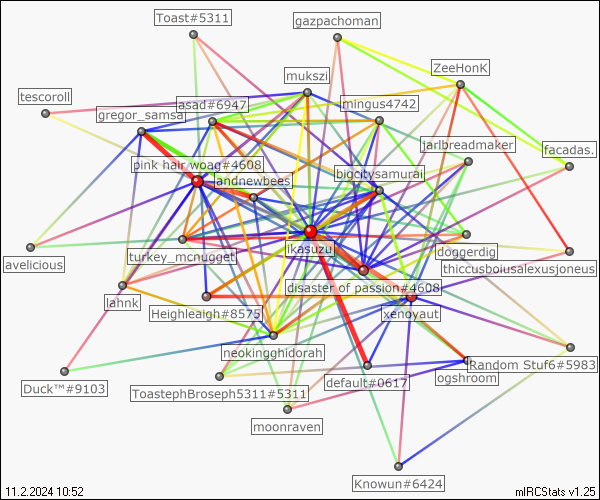 Toast#5311
gazpachoman
mukszi
ZeeHonK
tescoroll
asad#6947
mingus4742
gregor_samsa
jarlbreadmaker
facadas.
pink hair woag#4608
landnewbees
bigcitysamurai
ikasuzu
doggerdig
avelicious
turkey_mcnugget
thiccusboiusalexusjoneus
disaster of passion#4608
lahnk
Heighleaigh#8575
xenoyaut
neokingghidorah
Random Stuf6#5983
ogshroom
default#0617
Duck™#9103
ToastephBroseph5311#5311
moonraven
Knowun#6424
11.2.2024 10:52
mIRCStats v1.25